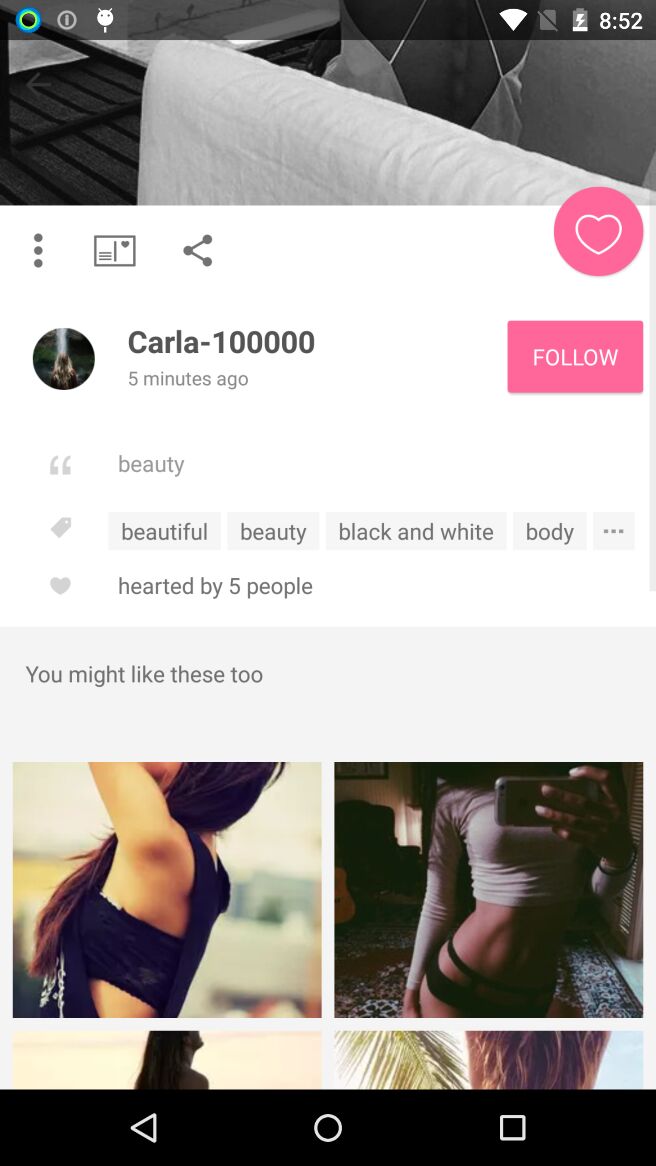 8:52
Carla-100000
5 minutes ago
FOLLOW
beauty
beautiful beauty black and white body ...
hearted by 5 people
You might like these too